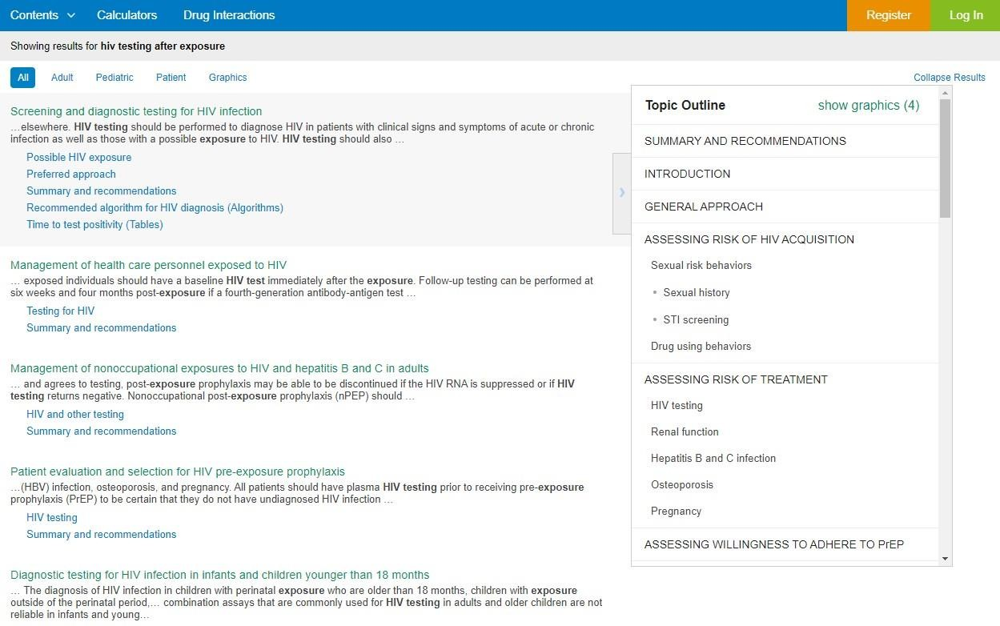 Contents Calculators Drug Interactions Register Log In
Showing results for hiv testing after exposure
All Adult Pediatric Patient Graphics Collapse Results
Screening and diagnostic testing for HIV infection
…elsewhere. HIV testing should be performed to diagnose HIV in patients with clinical signs and symptoms of acute or chronic
infection as well as those with a possible exposure to HIV. HIV testing should also …
Possible HIV exposure
Preferred approach
Summary and recommendations
Recommended algorithm for HIV diagnosis (Algorithms)
Time to test positivity (Tables)
Management of health care personnel exposed to HIV
… exposed individuals should have a baseline HIV test immediately after the exposure. Follow-up testing can be performed at
six weeks and four months post-exposure if a fourth-generation antibody-antigen test …
Testing for HIV
Summary and recommendations
Management of nonoccupational exposures to HIV and hepatitis B and C in adults
… and agrees to testing, post-exposure prophylaxis may be able to be discontinued if the HIV RNA is suppressed or if HIV
testing returns negative. Nonoccupational post-exposure prophylaxis (nPEP) should …
HIV and other testing
Summary and recommendations
Patient evaluation and selection for HIV pre-exposure prophylaxis
…(HBV) infection, osteoporosis, and pregnancy. All patients should have plasma HIV testing prior to receiving pre-exposure
prophylaxis (PrEP) to be certain that they do not have undiagnosed HIV infection …
HIV testing
Summary and recommendations
Diagnostic testing for HIV infection in infants and children younger than 18 months
… The diagnosis of HIV infection in children with perinatal exposure who are older than 18 months, children with exposure
outside of the perinatal period,… combination assays that are commonly used for HIV testing in adults and older children are not
reliable in infants and young…
Topic Outline show graphics (4)
SUMMARY AND RECOMMENDATIONS
INTRODUCTION
GENERAL APPROACH
ASSESSING RISK OF HIV ACQUISITION
Sexual risk behaviors
• Sexual history
• STI screening
Drug using behaviors
ASSESSING RISK OF TREATMENT
HIV testing
Renal function
Hepatitis B and C infection
Osteoporosis
Pregnancy
ASSESSING WILLINGNESS TO ADHERE TO PrEP